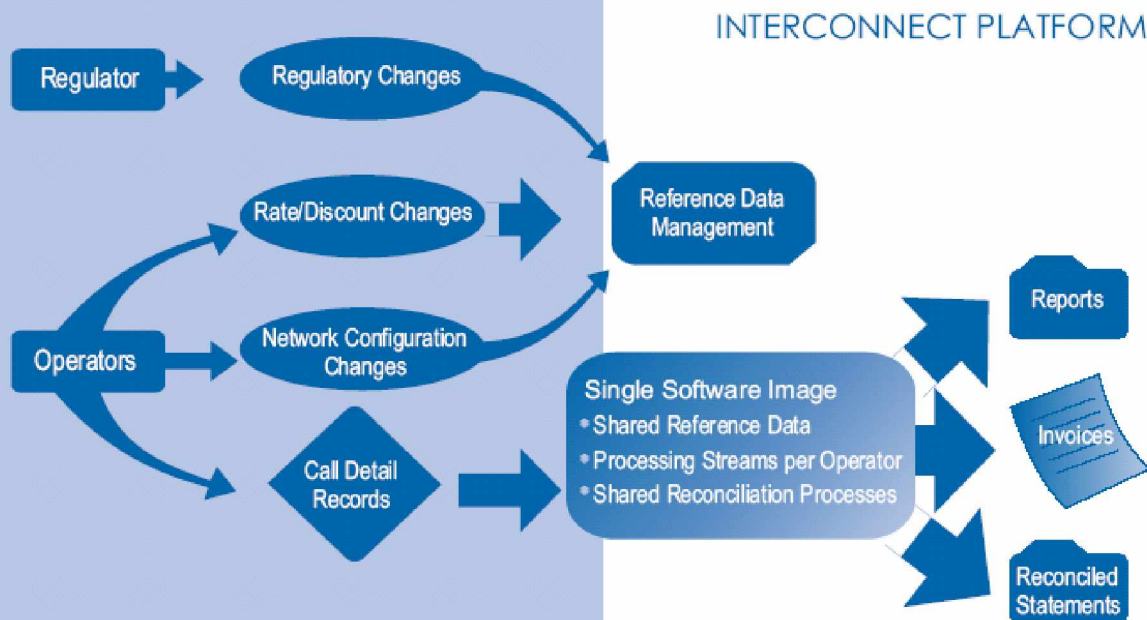 INTERCONNECT PLATFORM
Regulator
Regulatory Changes
Rate/Discount Changes
Reference Data
Management
Operators
Network Configuration
Changes
Call Detail
Records
Single Software Image
*Shared Reference Data
*Processing Streams per Operator
*Shared Reconciliation Processes
Reports
Invoices
Reconciled
Statements